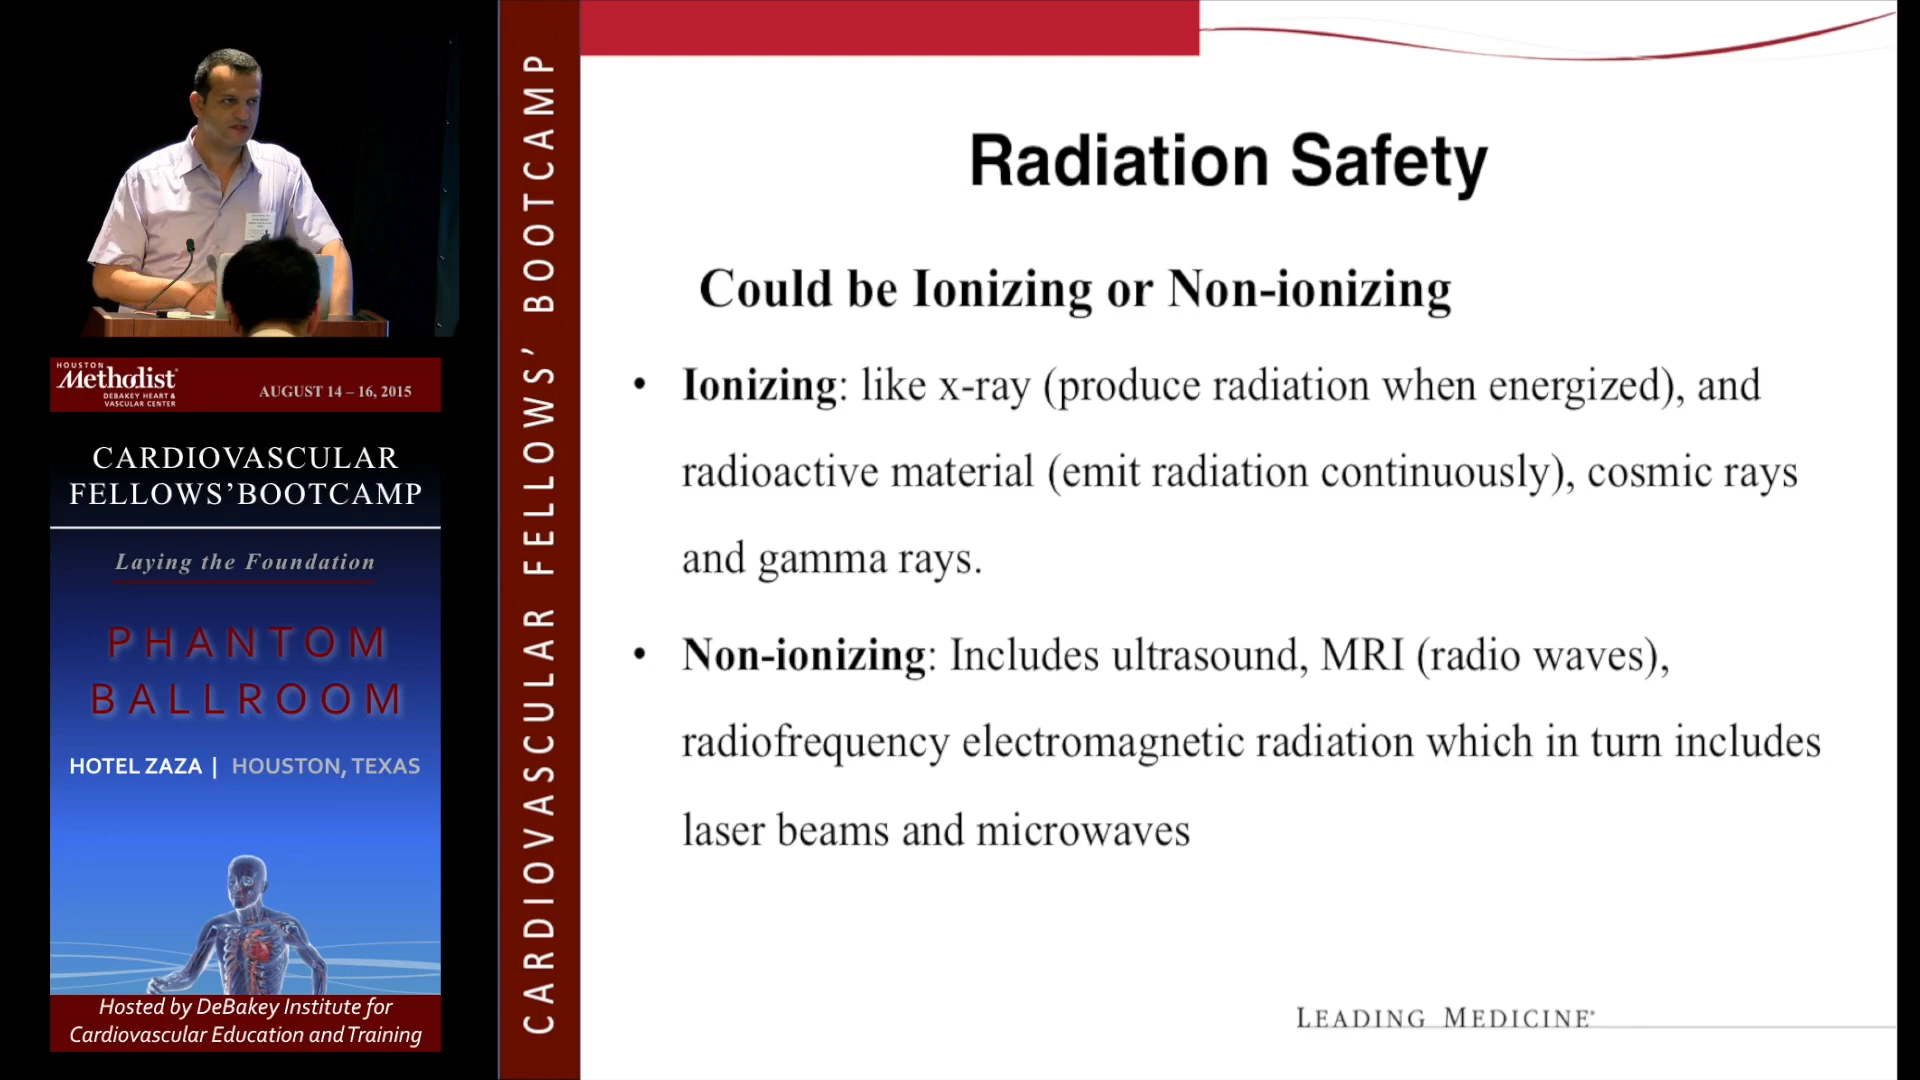 HOUSTON
Methodist
DEBAKEY HEART &
VASCULAR CENTER
AUGUST 14 – 16, 2015
CARDIOVASCULAR
FELLOWS’BOOTCAMP
Laying the Foundation
PHANTOM
BALLROOM
HOTEL ZAZA | HOUSTON, TEXAS
Hosted by DeBakey Institute for
Cardiovascular Education and Training
CARDIOVASCULAR FELLOWS’ BOOTCAMP
Radiation Safety
Could be Ionizing or Non-ionizing
• Ionizing: like x-ray (produce radiation when energized), and
radioactive material (emit radiation continuously), cosmic rays
and gamma rays.
• Non-ionizing: Includes ultrasound, MRI (radio waves),
radiofrequency electromagnetic radiation which in turn includes
laser beams and microwaves
LEADING MEDICINE